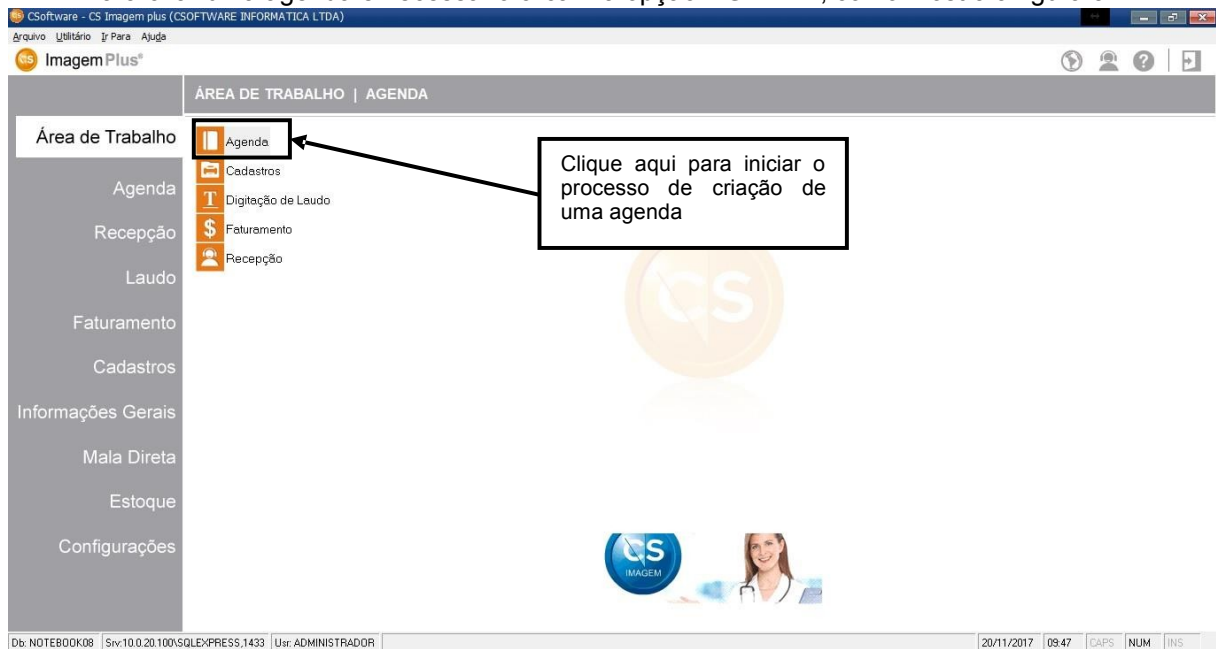 CSoftware - CS Imagem plus (CSOFTWARE INFORMATICA LTDA)
Arquivo Utilitário Ir Para Ajuda
CS ImagemPlus®
ÁREA DE TRABALHO | AGENDA
Área de Trabalho
Agenda
Recepção
Laudo
Faturamento
Cadastros
Informações Gerais
Mala Direta
Estoque
Configurações
Agenda
Cadastros
Digitação de Laudo
Faturamento
Recepção
Clique aqui para iniciar o
processo de criação de
uma agenda
CS
CS
IMAGEM
Db: NOTEBOOK08 Srv:10.0.20.100\SQLEXPRESS,1433 Usr: ADMINISTRADOR 20/11/2017 09:47 CAPS NUM INS